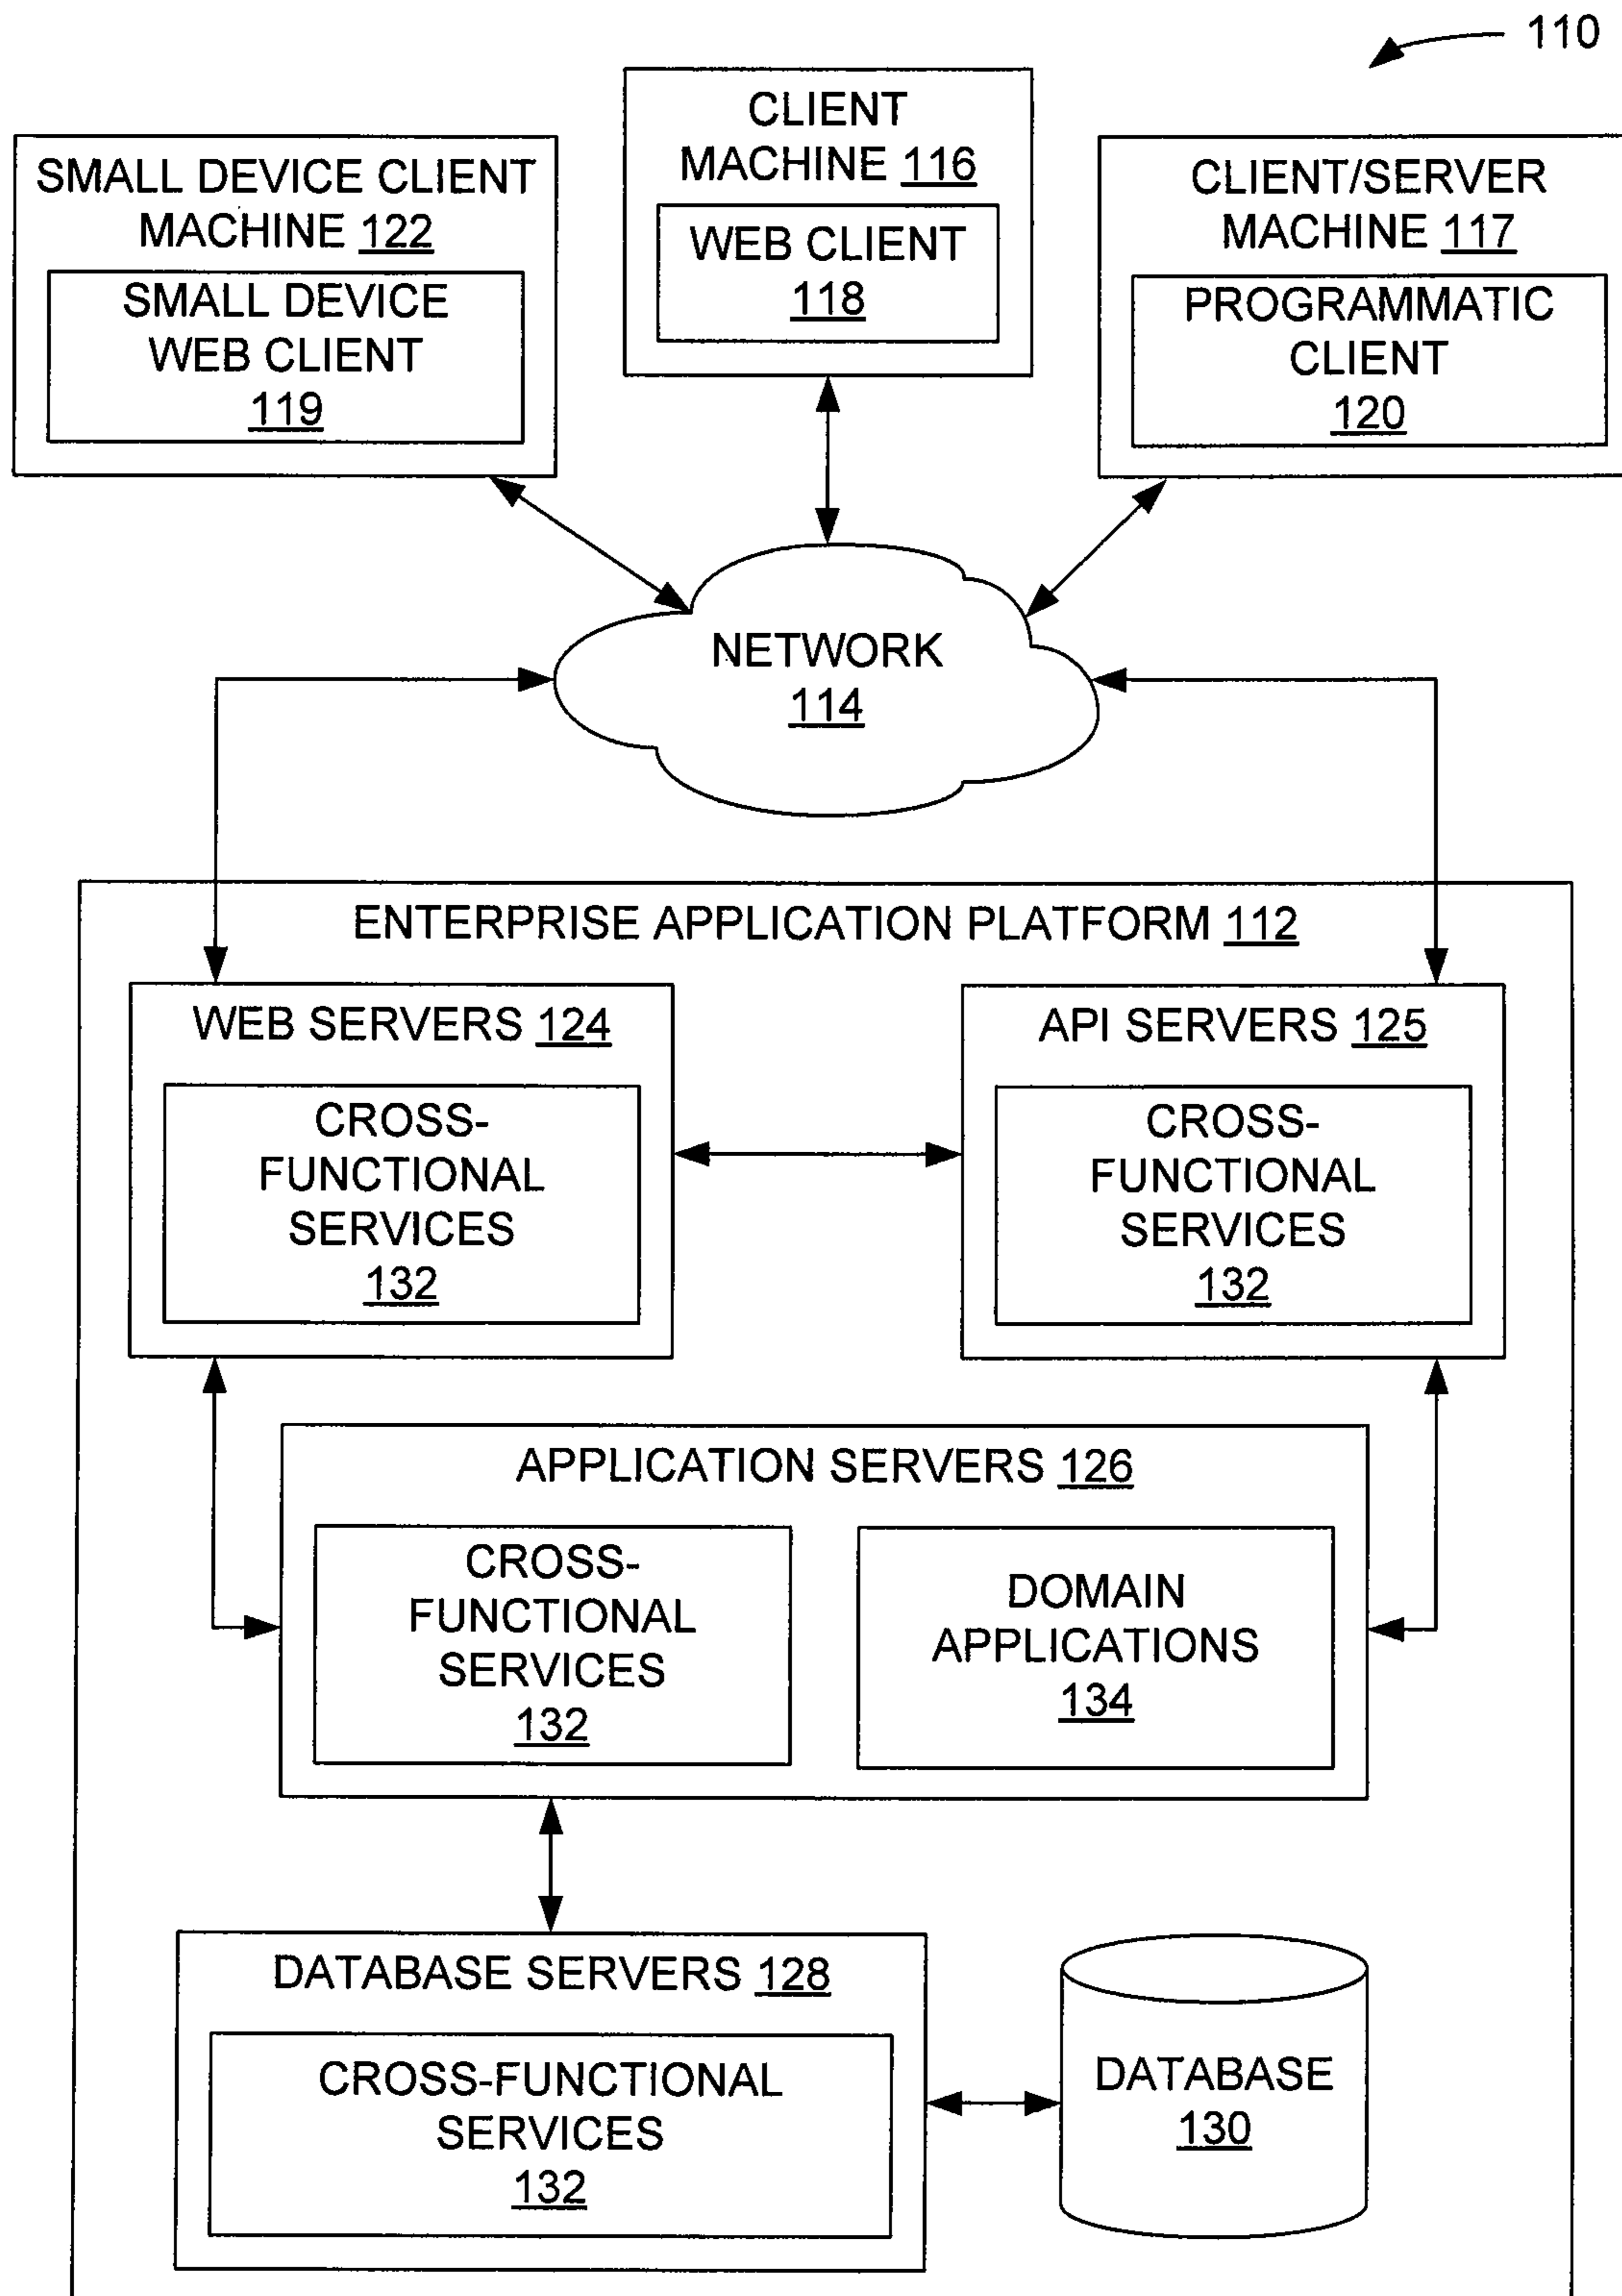 110
CLIENT
MACHINE 116
WEB CLIENT
118
SMALL DEVICE CLIENT
MACHINE 122
SMALL DEVICE
WEB CLIENT
119
CLIENT/SERVER
MACHINE 117
PROGRAMMATIC
CLIENT
120
NETWORK
114
ENTERPRISE APPLICATION PLATFORM 112
WEB SERVERS 124
CROSS-
FUNCTIONAL
SERVICES
132
API SERVERS 125
CROSS-
FUNCTIONAL
SERVICES
132
APPLICATION SERVERS 126
CROSS-
FUNCTIONAL
SERVICES
132
DOMAIN
APPLICATIONS
134
DATABASE SERVERS 128
CROSS-FUNCTIONAL
SERVICES
132
DATABASE
130